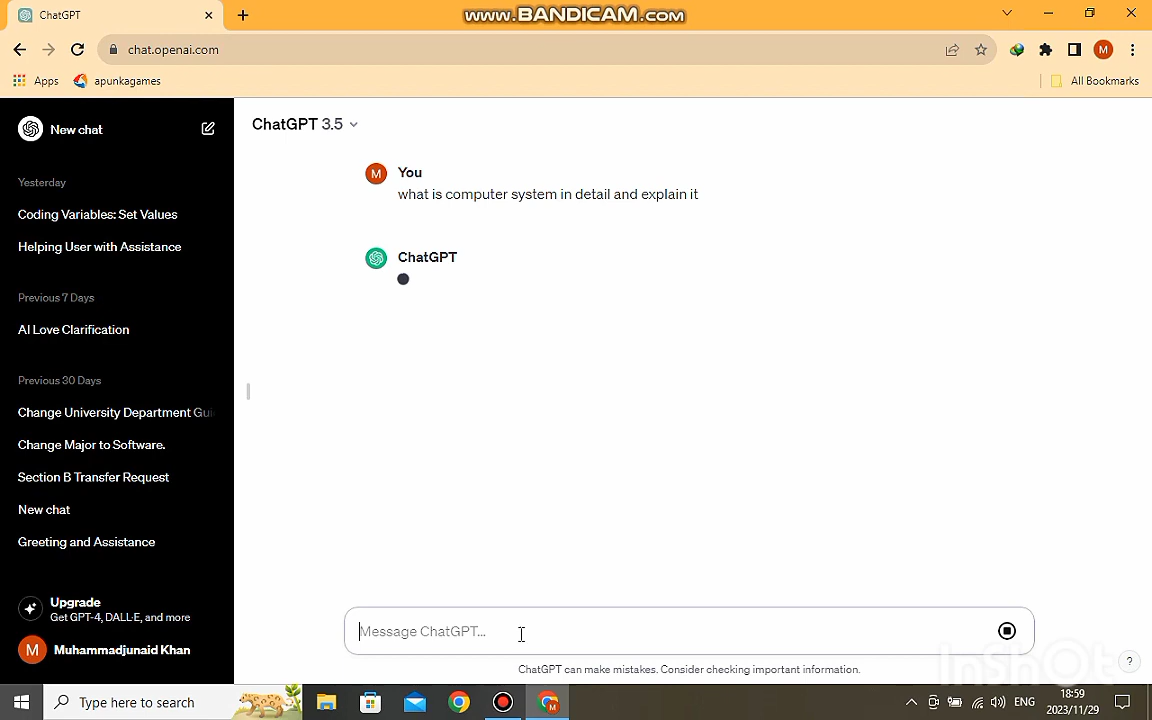 ChatGPT
www.BANDICAM.com
chat.openai.com
M
Apps
apunkagames
All Bookmarks
New chat
ChatGPT 3.5
Yesterday
Coding Variables: Set Values
Helping User with Assistance
Previous 7 Days
AI Love Clarification
Previous 30 Days
Change University Department Gui
Change Major to Software.
Section B Transfer Request
New chat
Greeting and Assistance
Upgrade
Get GPT-4, DALL·E, and more
M
Muhammadjunaid Khan
M
You
what is computer system in detail and explain it
ChatGPT
Message ChatGPT...
ChatGPT can make mistakes. Consider checking important information.
?
InShot
Type here to search
M
ENG
18:59
2023/11/29